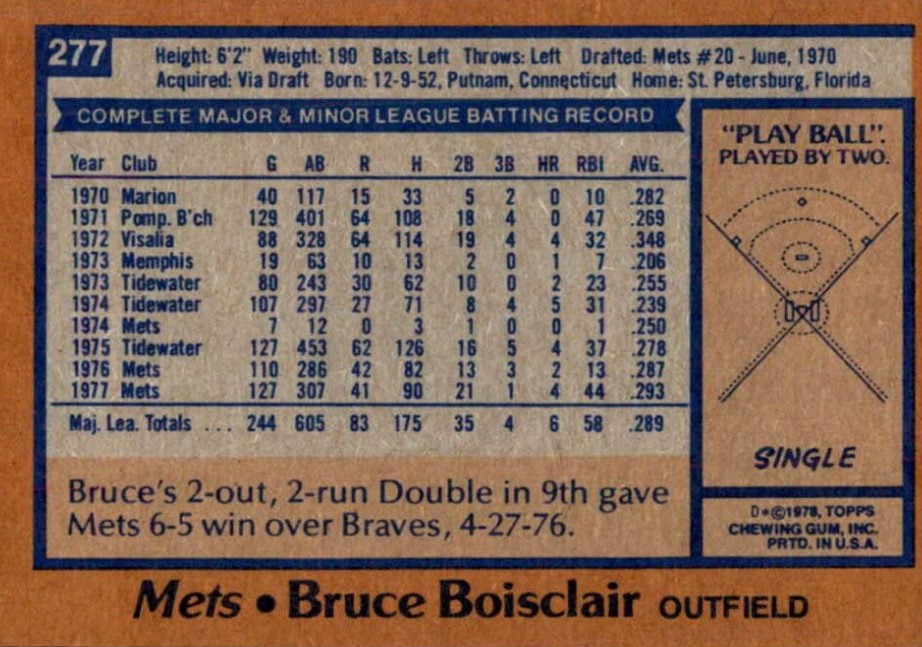 277
Height: 6'2" Weight: 190 Bats: Left Throws: Left Drafted: Mets #20 - June, 1970
Acquired: Via Draft Born: 12-9-52, Putnam, Connecticut Home: St. Petersburg, Florida
COMPLETE MAJOR & MINOR LEAGUE BATTING RECORD
Year Club G AB R H 2B 3B HR RBI AVG.
1970 Marion 40 117 15 33 5 2 0 10 .282
1971 Pomp. B'ch 129 401 64 108 18 4 0 47 .269
1972 Visalia 88 328 64 114 19 4 4 32 .348
1973 Memphis 19 63 10 13 2 0 1 7 .206
1973 Tidewater 80 243 30 62 10 0 2 23 .255
1974 Tidewater 107 297 27 71 8 4 5 31 .239
1974 Mets 7 12 0 3 1 0 0 1 .250
1975 Tidewater 127 453 62 126 16 5 4 37 .278
1976 Mets 110 286 42 82 13 3 2 13 .287
1977 Mets 127 307 41 90 21 1 4 44 .293
Maj. Lea. Totals ... 244 605 83 175 35 4 6 58 .289
Bruce's 2-out, 2-run Double in 9th gave
Mets 6-5 win over Braves, 4-27-76.
"PLAY BALL".
PLAYED BY TWO.
SINGLE
D*©1978, TOPPS
CHEWING GUM, INC.
PRTD. IN U.S.A.
Mets • Bruce Boisclair OUTFIELD